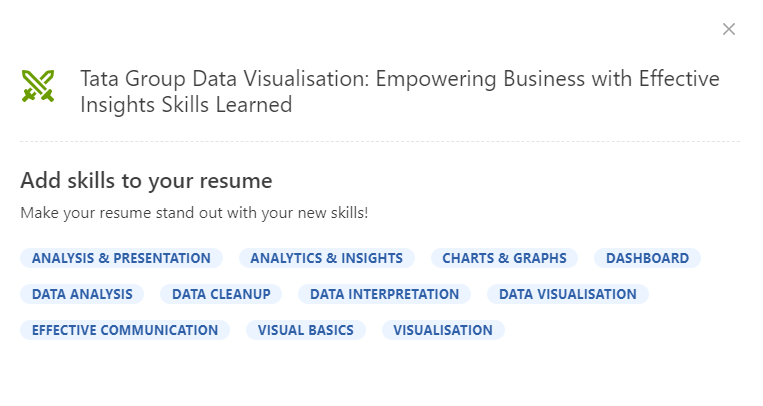 Tata Group Data Visualisation: Empowering Business with Effective
Insights Skills Learned
Add skills to your resume
Make your resume stand out with your new skills!
ANALYSIS & PRESENTATION ANALYTICS & INSIGHTS CHARTS & GRAPHS DASHBOARD
DATA ANALYSIS DATA CLEANUP DATA INTERPRETATION DATA VISUALISATION
EFFECTIVE COMMUNICATION VISUAL BASICS VISUALISATION